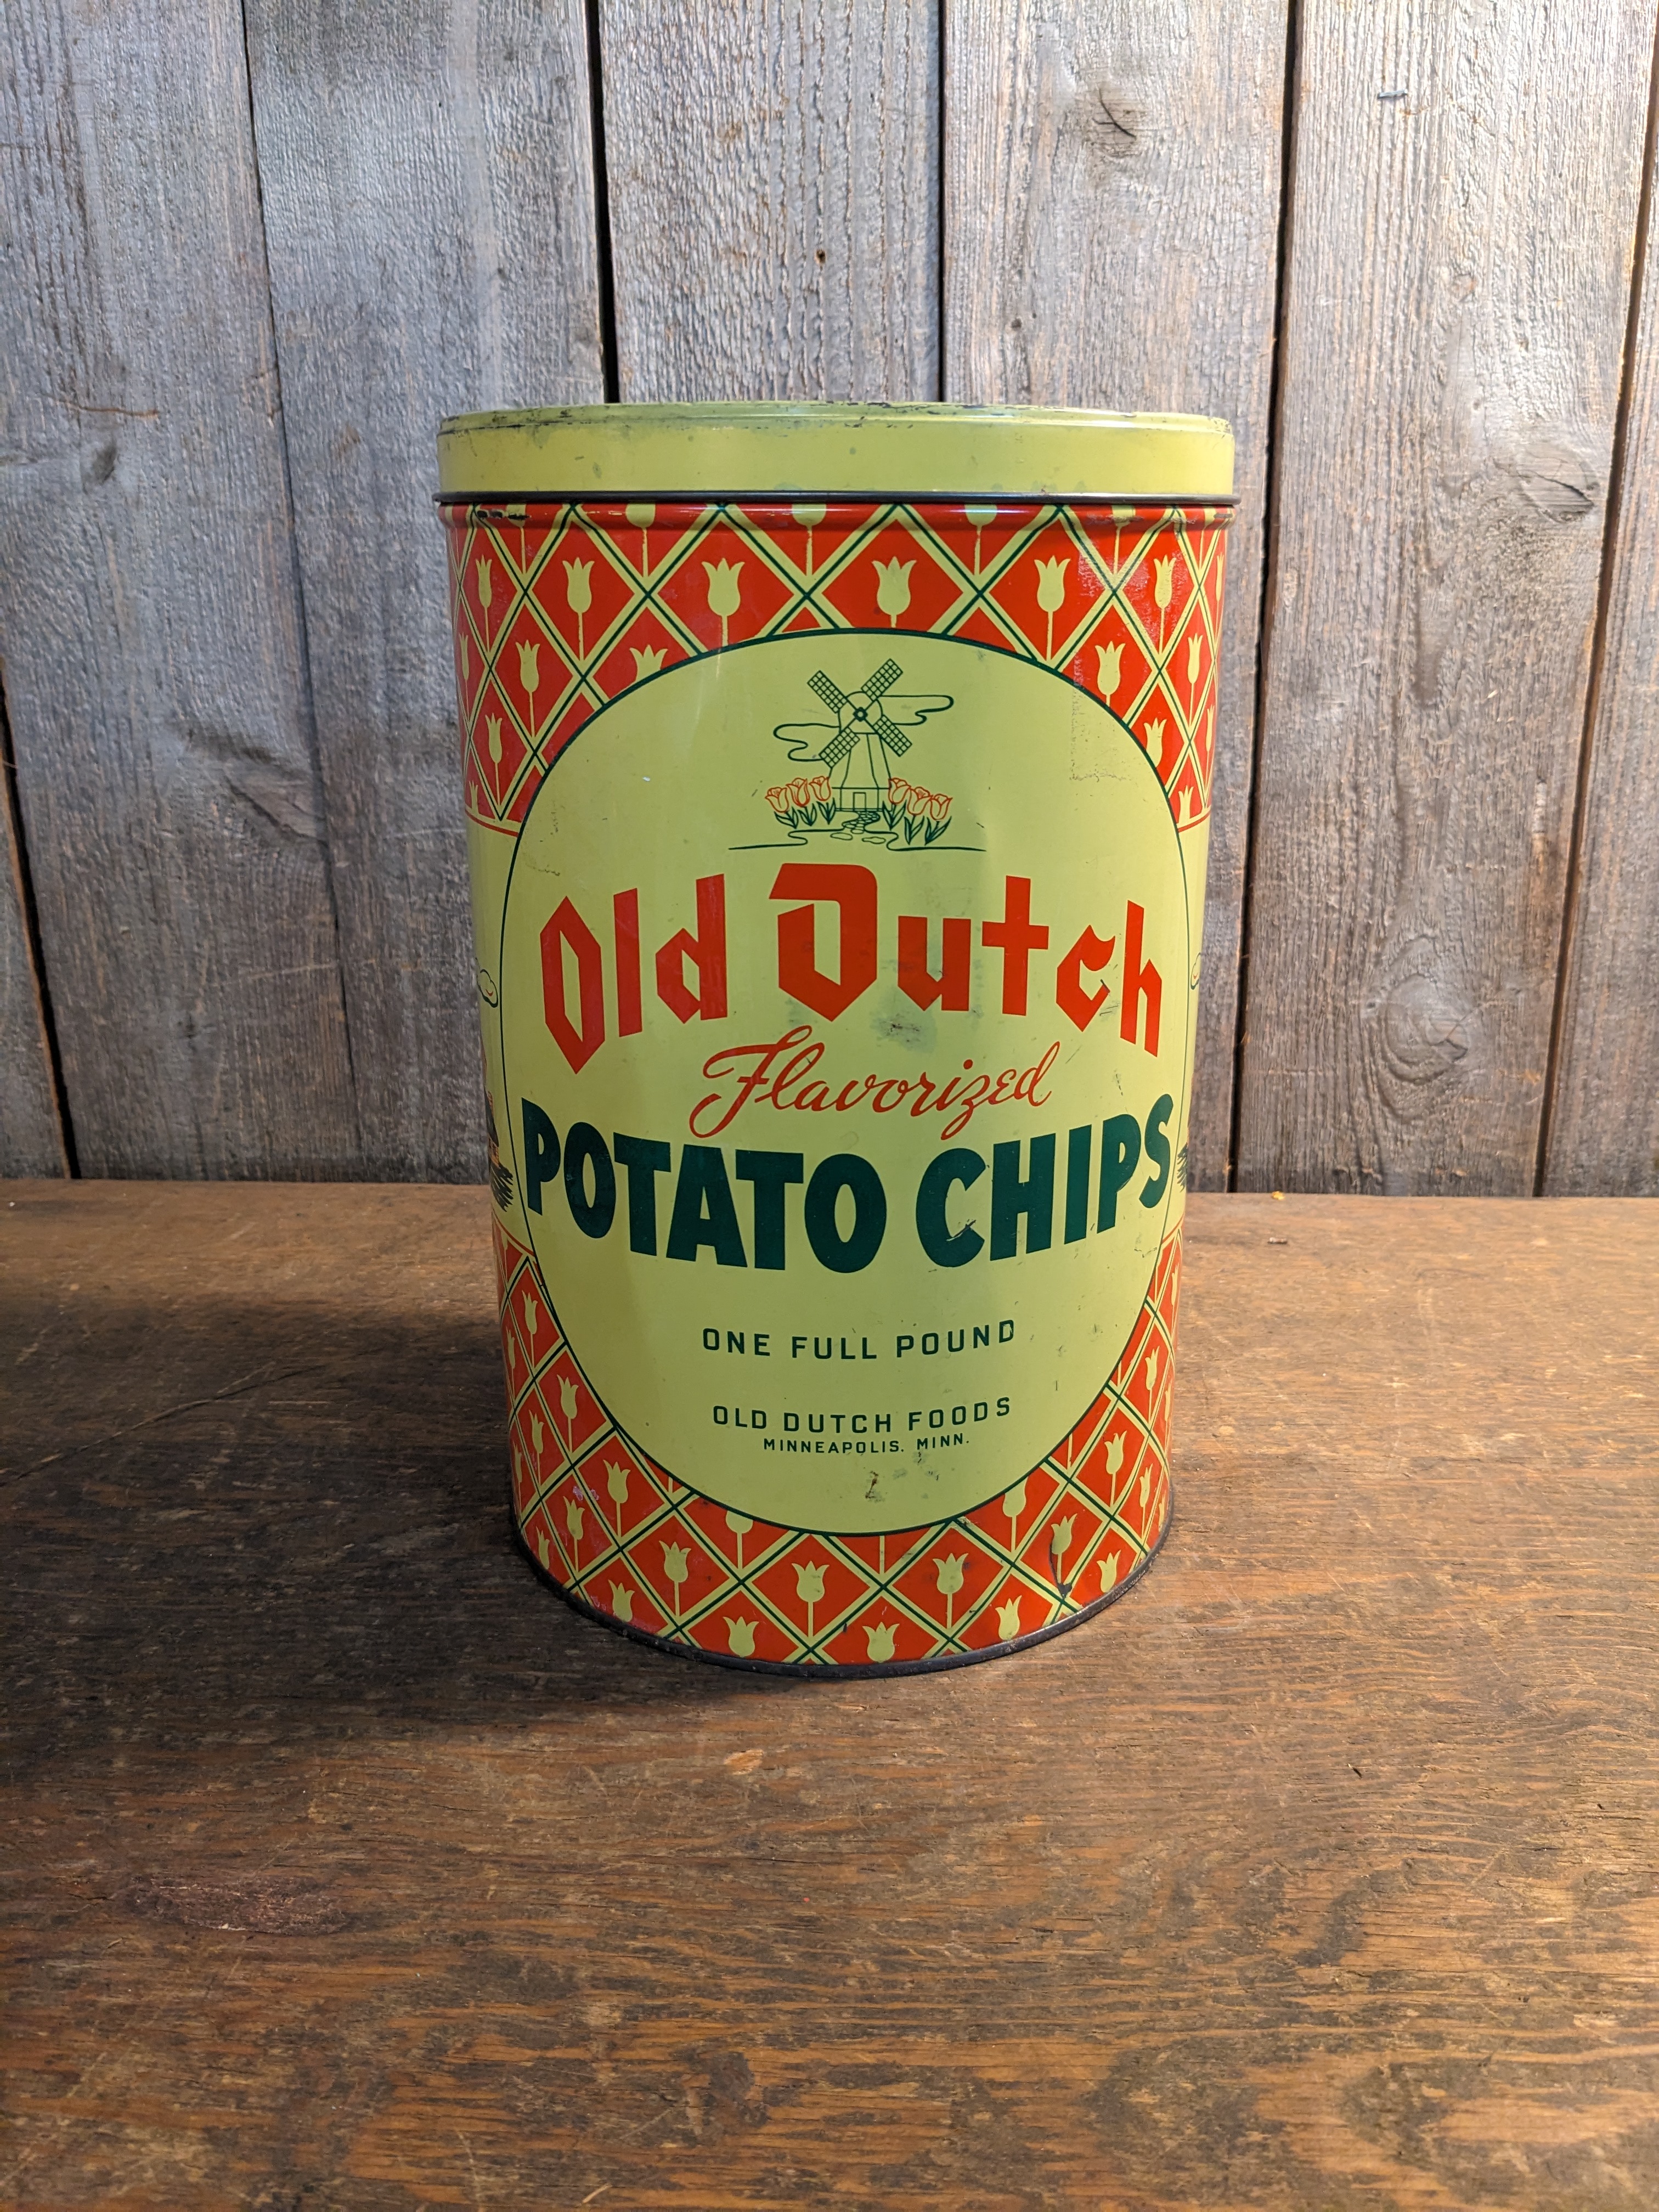 Old Dutch
Flavorized
POTATO CHIPS
ONE FULL POUND
OLD DUTCH FOODS
MINNEAPOLIS, MINN.